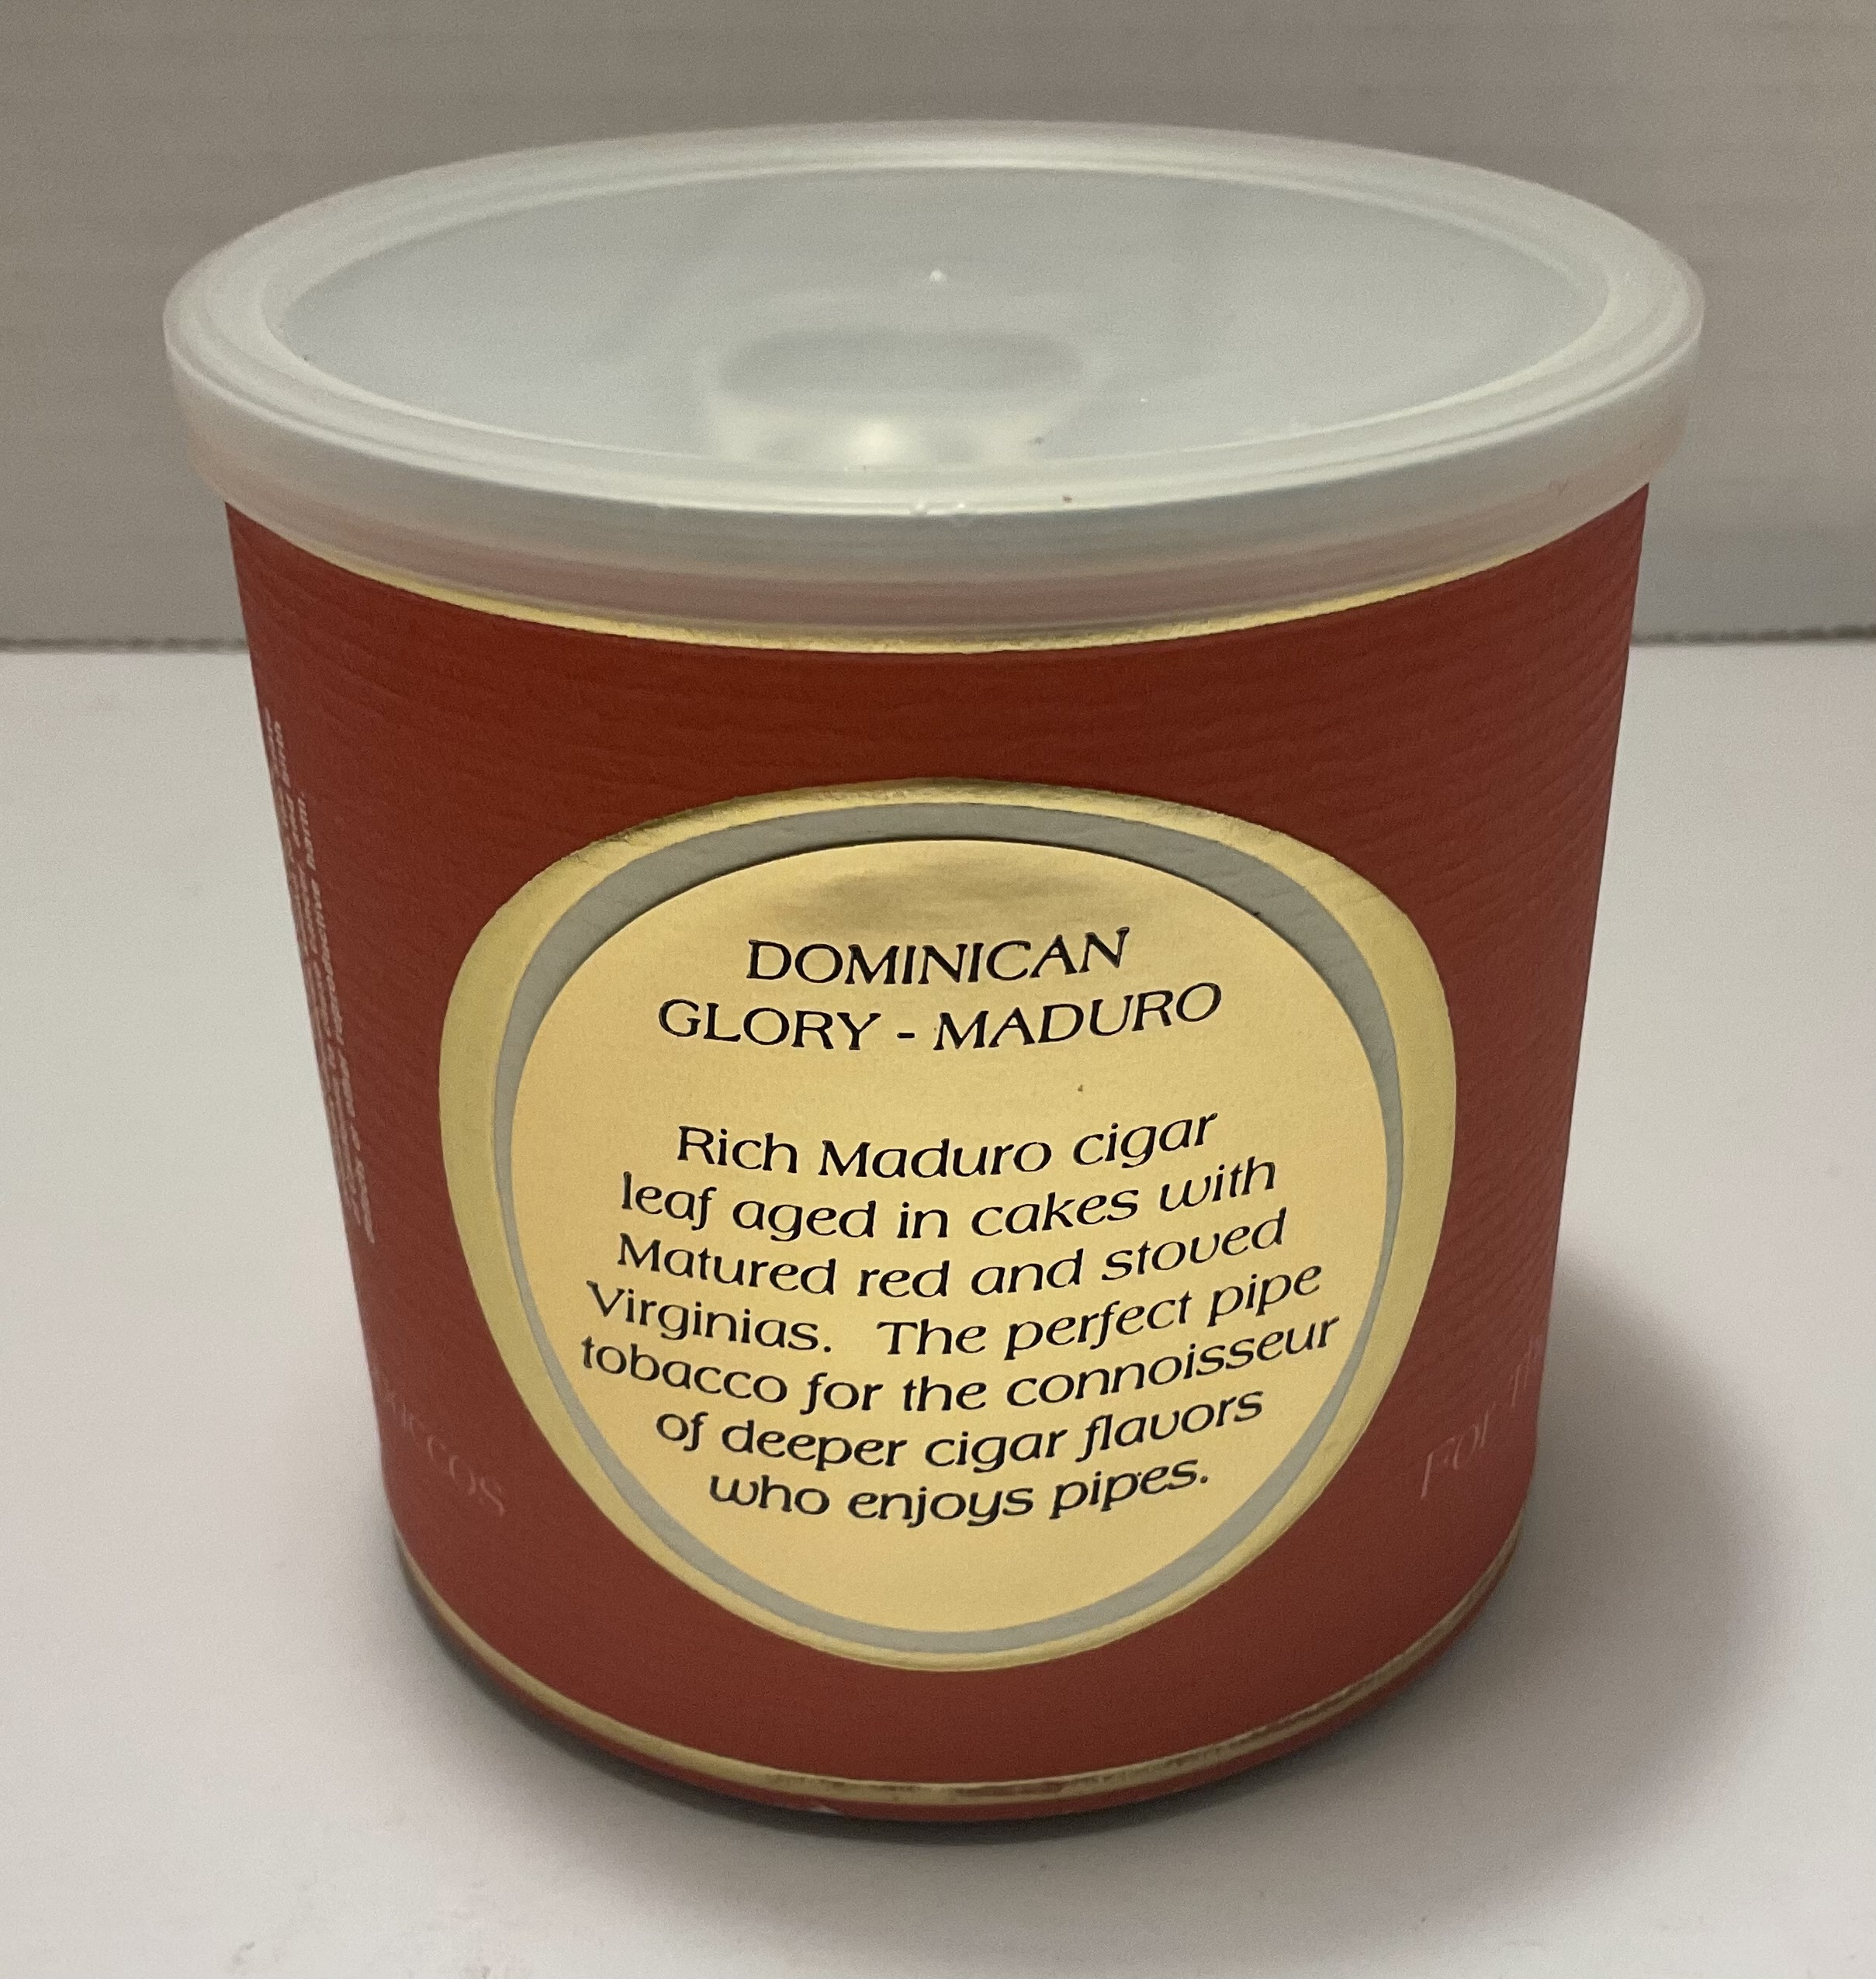 DOMINICAN
GLORY - MADURO
Rich Maduro cigar
leaf aged in cakes with
Matured red and stoved
Virginias. The perfect pipe
tobacco for the connoisseur
of deeper cigar flavors
who enjoys pipes.
For